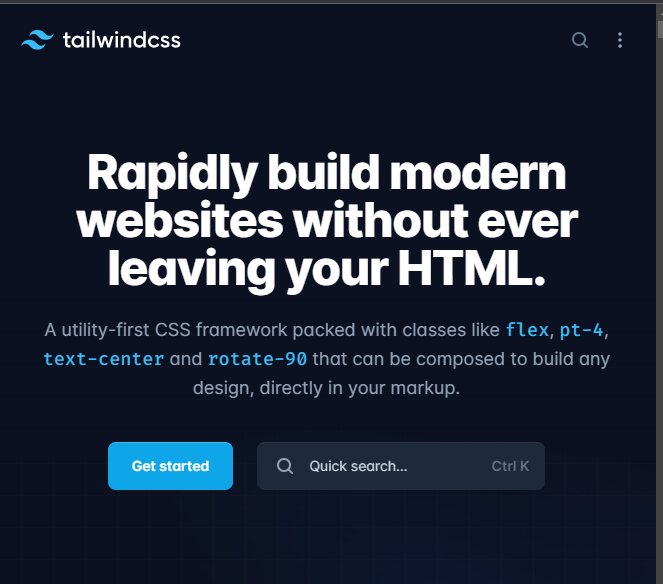 tailwindcss
Rapidly build modern
websites without ever
leaving your HTML.
A utility-first CSS framework packed with classes like flex, pt-4,
text-center and rotate-90 that can be composed to build any
design, directly in your markup.
Get started
Quick search... Ctrl K